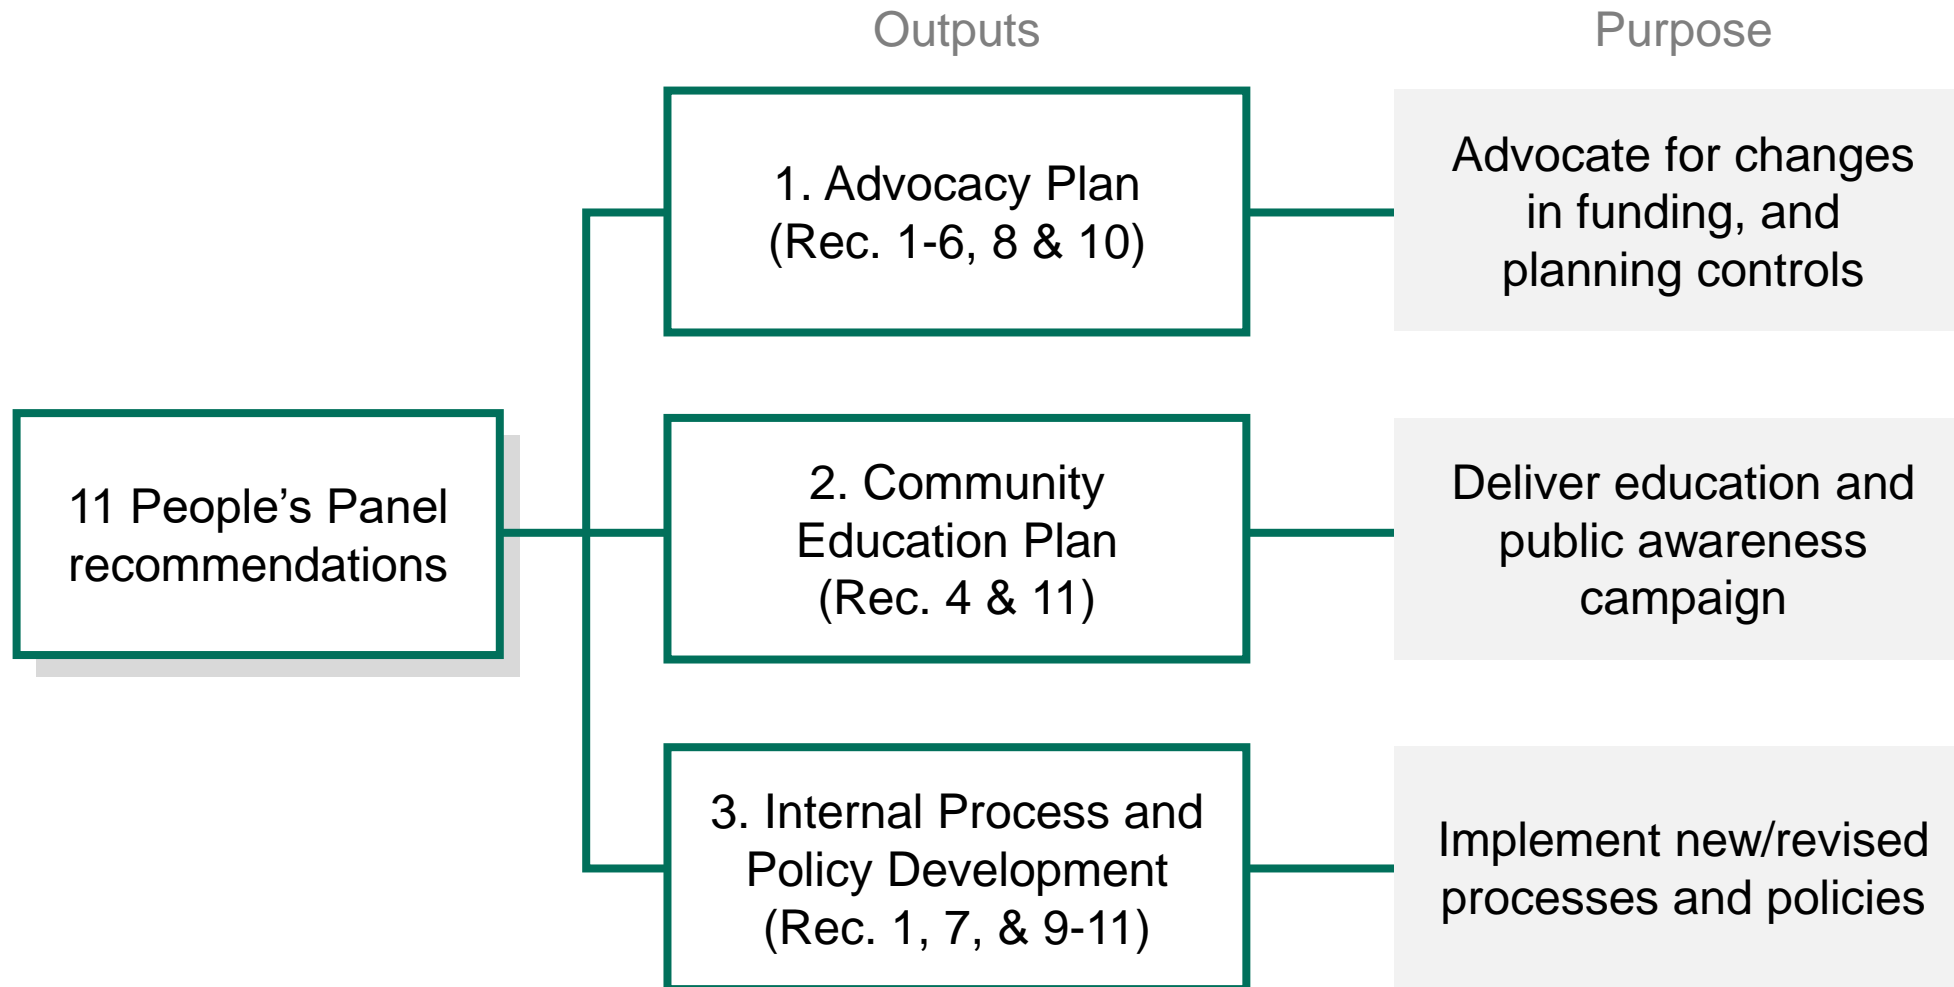 Outputs
Purpose
1. Advocacy Plan
(Rec. 1-6, 8 & 10)
Advocate for changes
in funding, and
planning controls
11 People’s Panel
recommendations
2. Community
Education Plan
(Rec. 4 & 11)
Deliver education and
public awareness
campaign
3. Internal Process and
Policy Development
(Rec. 1, 7, & 9-11)
Implement new/revised
processes and policies